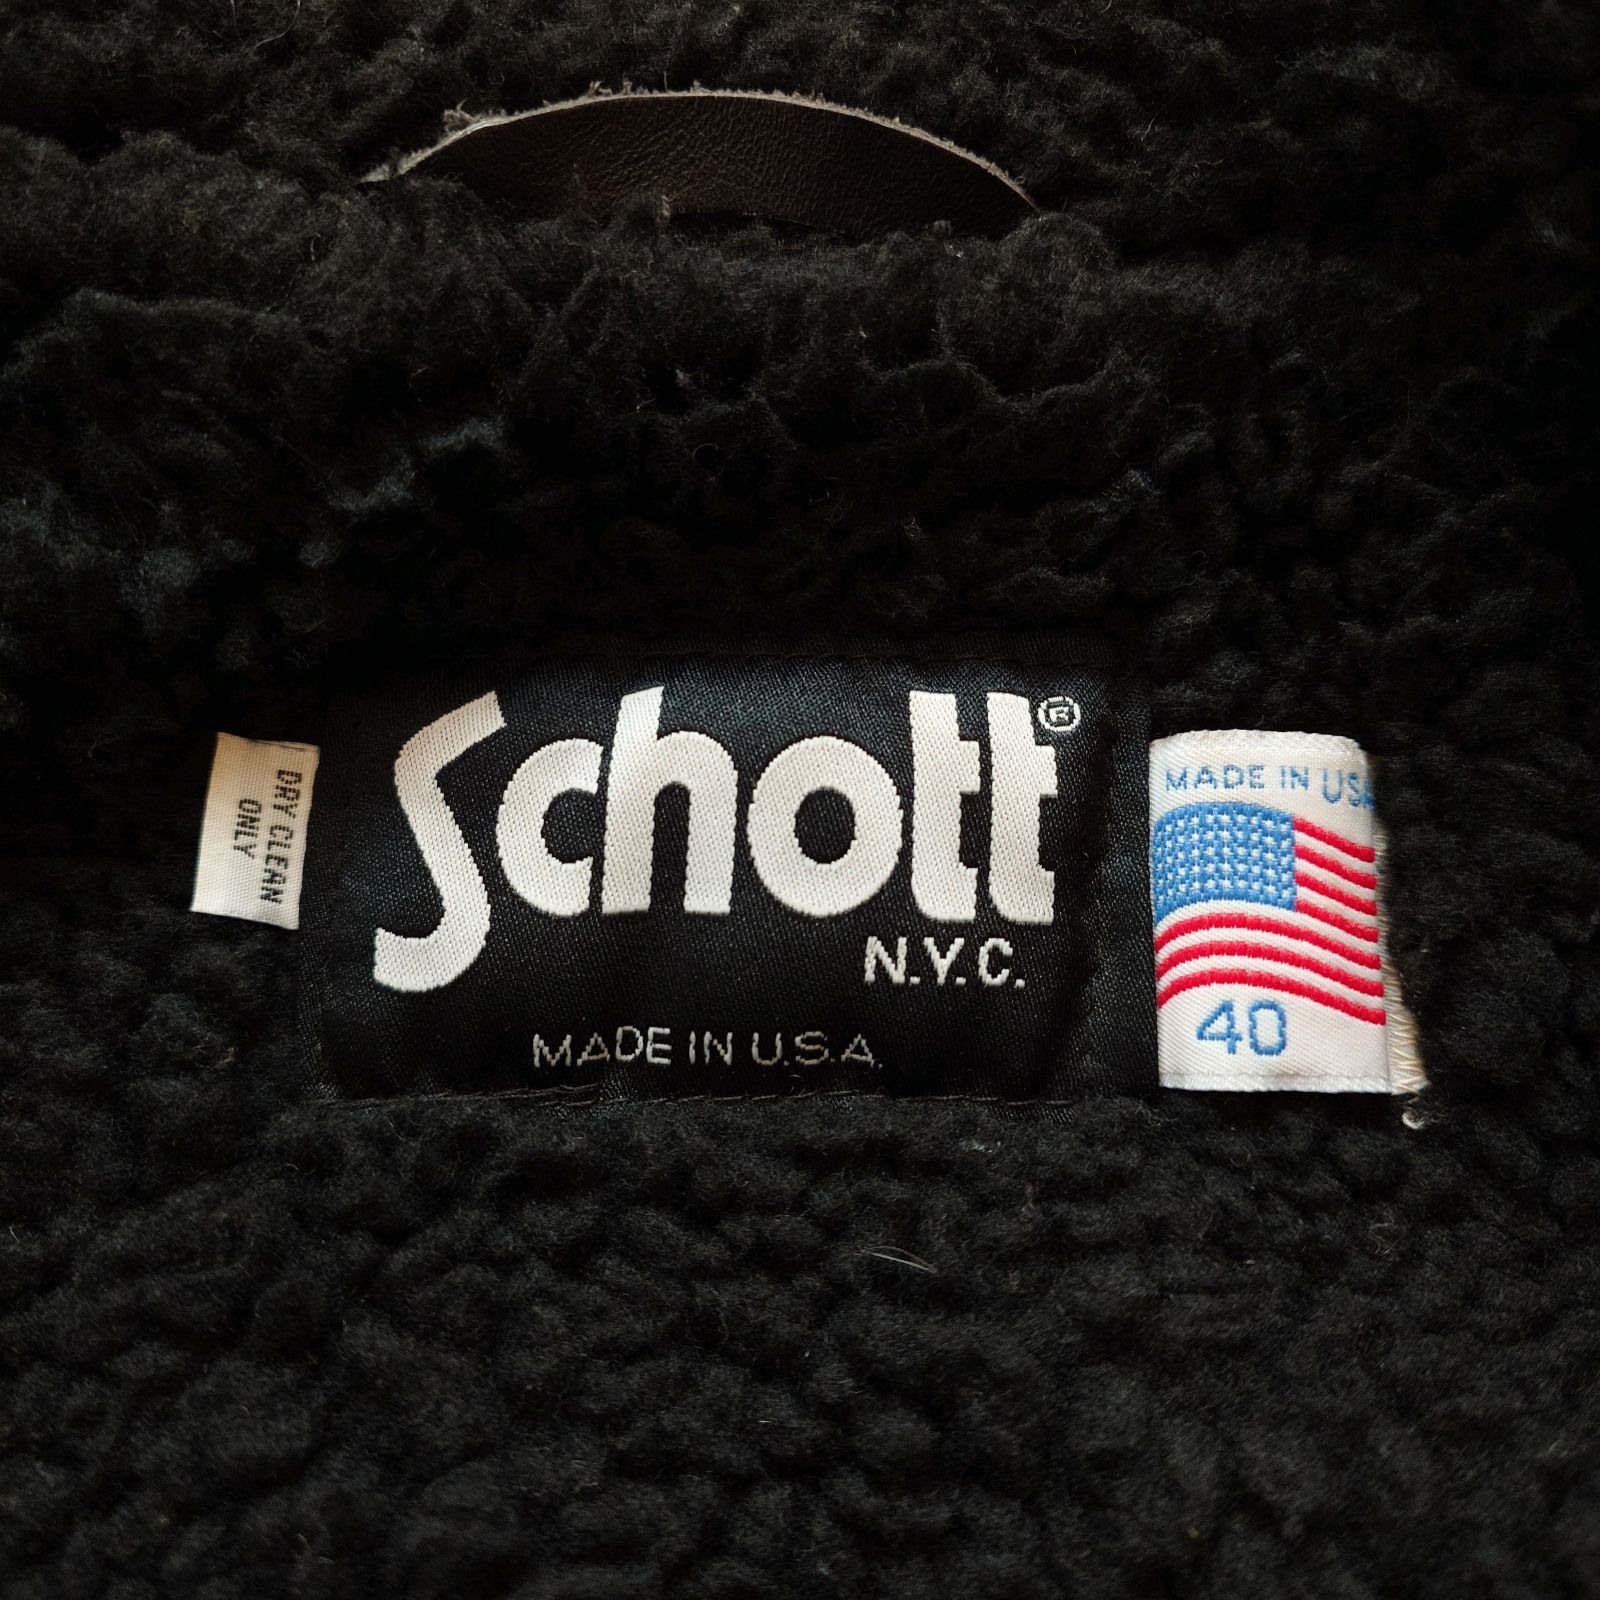 Schott®
N.Y.C.
MADE IN U.S.A.
DRY CLEAN
ONLY
MADE IN USA
40